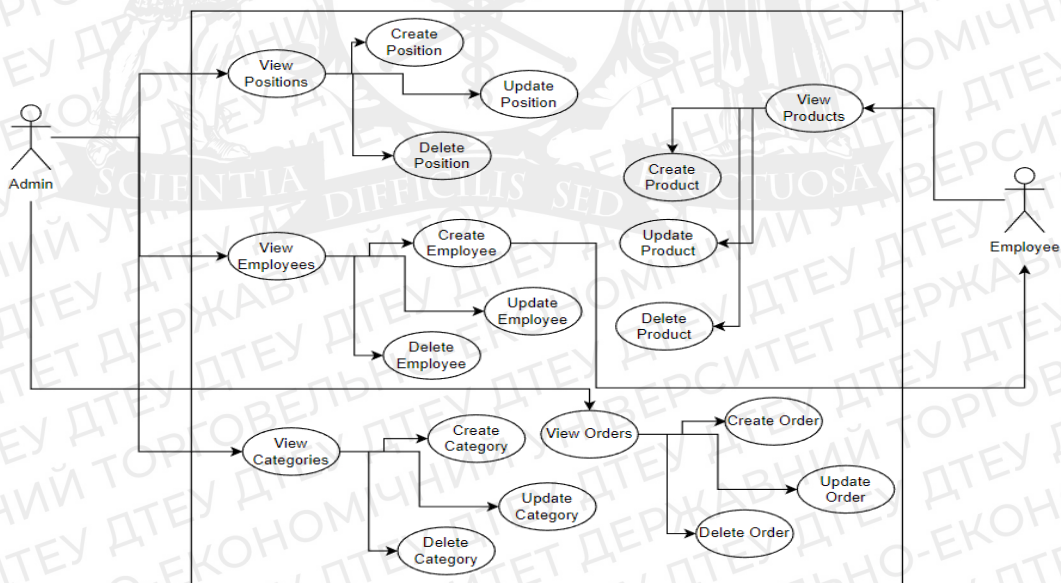 Create
Position
View
Positions
Update
Position
Delete
Position
View
Products
Create
Product
Admin
SCIENTIA DIFFICILIS SED FRUCTUOSA
Update
Product
Employee
View
Employees
Create
Employee
Update
Employee
Delete
Employee
Delete
Product
View
Categories
Create
Category
Update
Category
Delete
Category
View Orders
Create Order
Update
Order
Delete Order